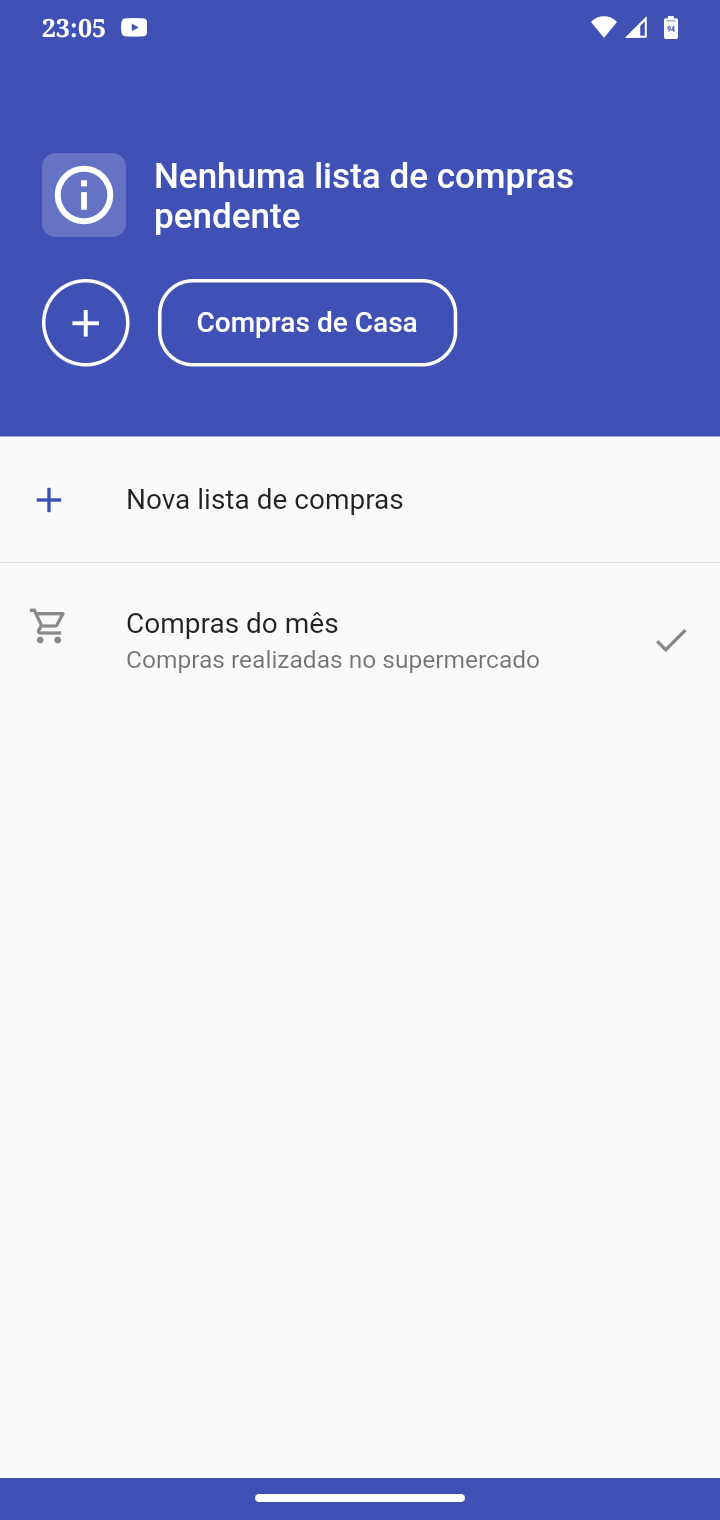 23:05
94
Nenhuma lista de compras
pendente
Compras de Casa
Nova lista de compras
Compras do mês
Compras realizadas no supermercado